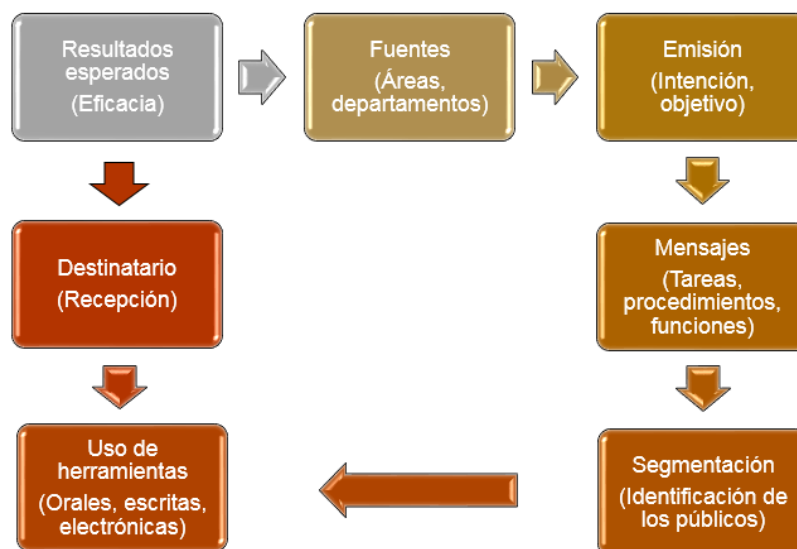 Resultados
esperados
(Eficacia)
Fuentes
(Áreas,
departamentos)
Emisión
(Intención,
objetivo)
Destinatario
(Recepción)
Mensajes
(Tareas,
procedimientos,
funciones)
Uso de
herramientas
(Orales, escritas,
electrónicas)
Segmentación
(Identificación de
los públicos)